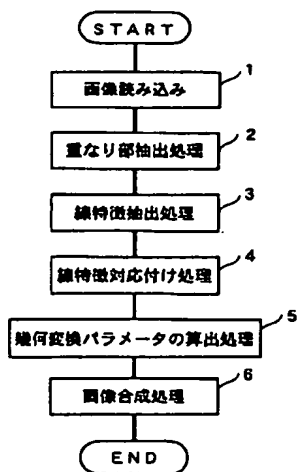 START
1
画像読み込み
2
重なり部抽出処理
3
線特徴抽出処理
4
線特徴対応付け処理
5
幾何変換パラメータの算出処理
6
画像合成処理
END